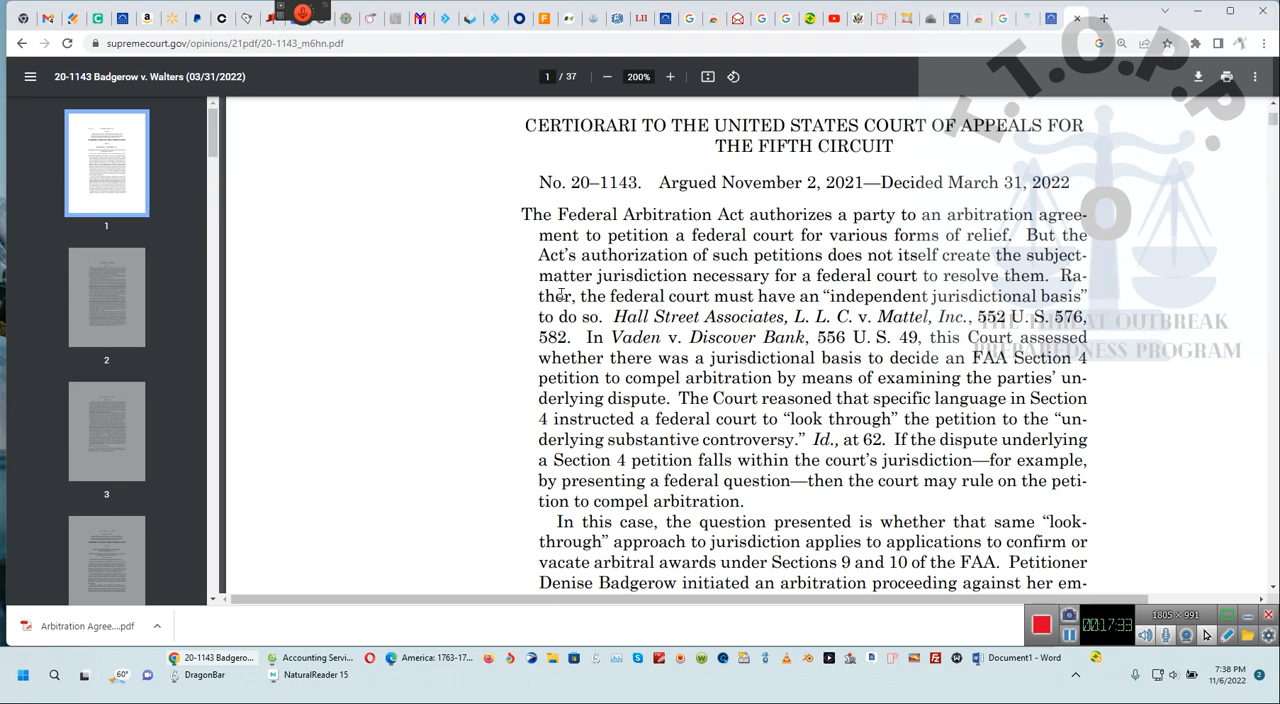 supremecourt.gov/opinions/21pdf/20-1143_m6hn.pdf
20-1143 Badgerow v. Walters (03/31/2022)
1 / 37
200%
T.T.O.P.P.O
THE THREAT OUTBREAK
PREPAREDNESS PROGRAM
1
2
3
CERTIORARI TO THE UNITED STATES COURT OF APPEALS FOR
THE FIFTH CIRCUIT
No. 20–1143. Argued November 2, 2021—Decided March 31, 2022
The Federal Arbitration Act authorizes a party to an arbitration agree-
ment to petition a federal court for various forms of relief. But the
Act's authorization of such petitions does not itself create the subject-
matter jurisdiction necessary for a federal court to resolve them. Ra-
ther, the federal court must have an "independent jurisdictional basis"
to do so. Hall Street Associates, L. L. C. v. Mattel, Inc., 552 U. S. 576,
582. In Vaden v. Discover Bank, 556 U. S. 49, this Court assessed
whether there was a jurisdictional basis to decide an FAA Section 4
petition to compel arbitration by means of examining the parties' un-
derlying dispute. The Court reasoned that specific language in Section
4 instructed a federal court to "look through" the petition to the "un-
derlying substantive controversy." Id., at 62. If the dispute underlying
a Section 4 petition falls within the court's jurisdiction—for example,
by presenting a federal question—then the court may rule on the peti-
tion to compel arbitration.
In this case, the question presented is whether that same "look-
through" approach to jurisdiction applies to applications to confirm or
vacate arbitral awards under Sections 9 and 10 of the FAA. Petitioner
Denise Badgerow initiated an arbitration proceeding against her em-
Arbitration Agree....pdf
1805 × 991
00:17:33
20-1143 Badgero...
Accounting Servi...
America: 1763-17...
Document1 - Word
60°
DragonBar
NaturalReader 15
7:38 PM
11/6/2022
2